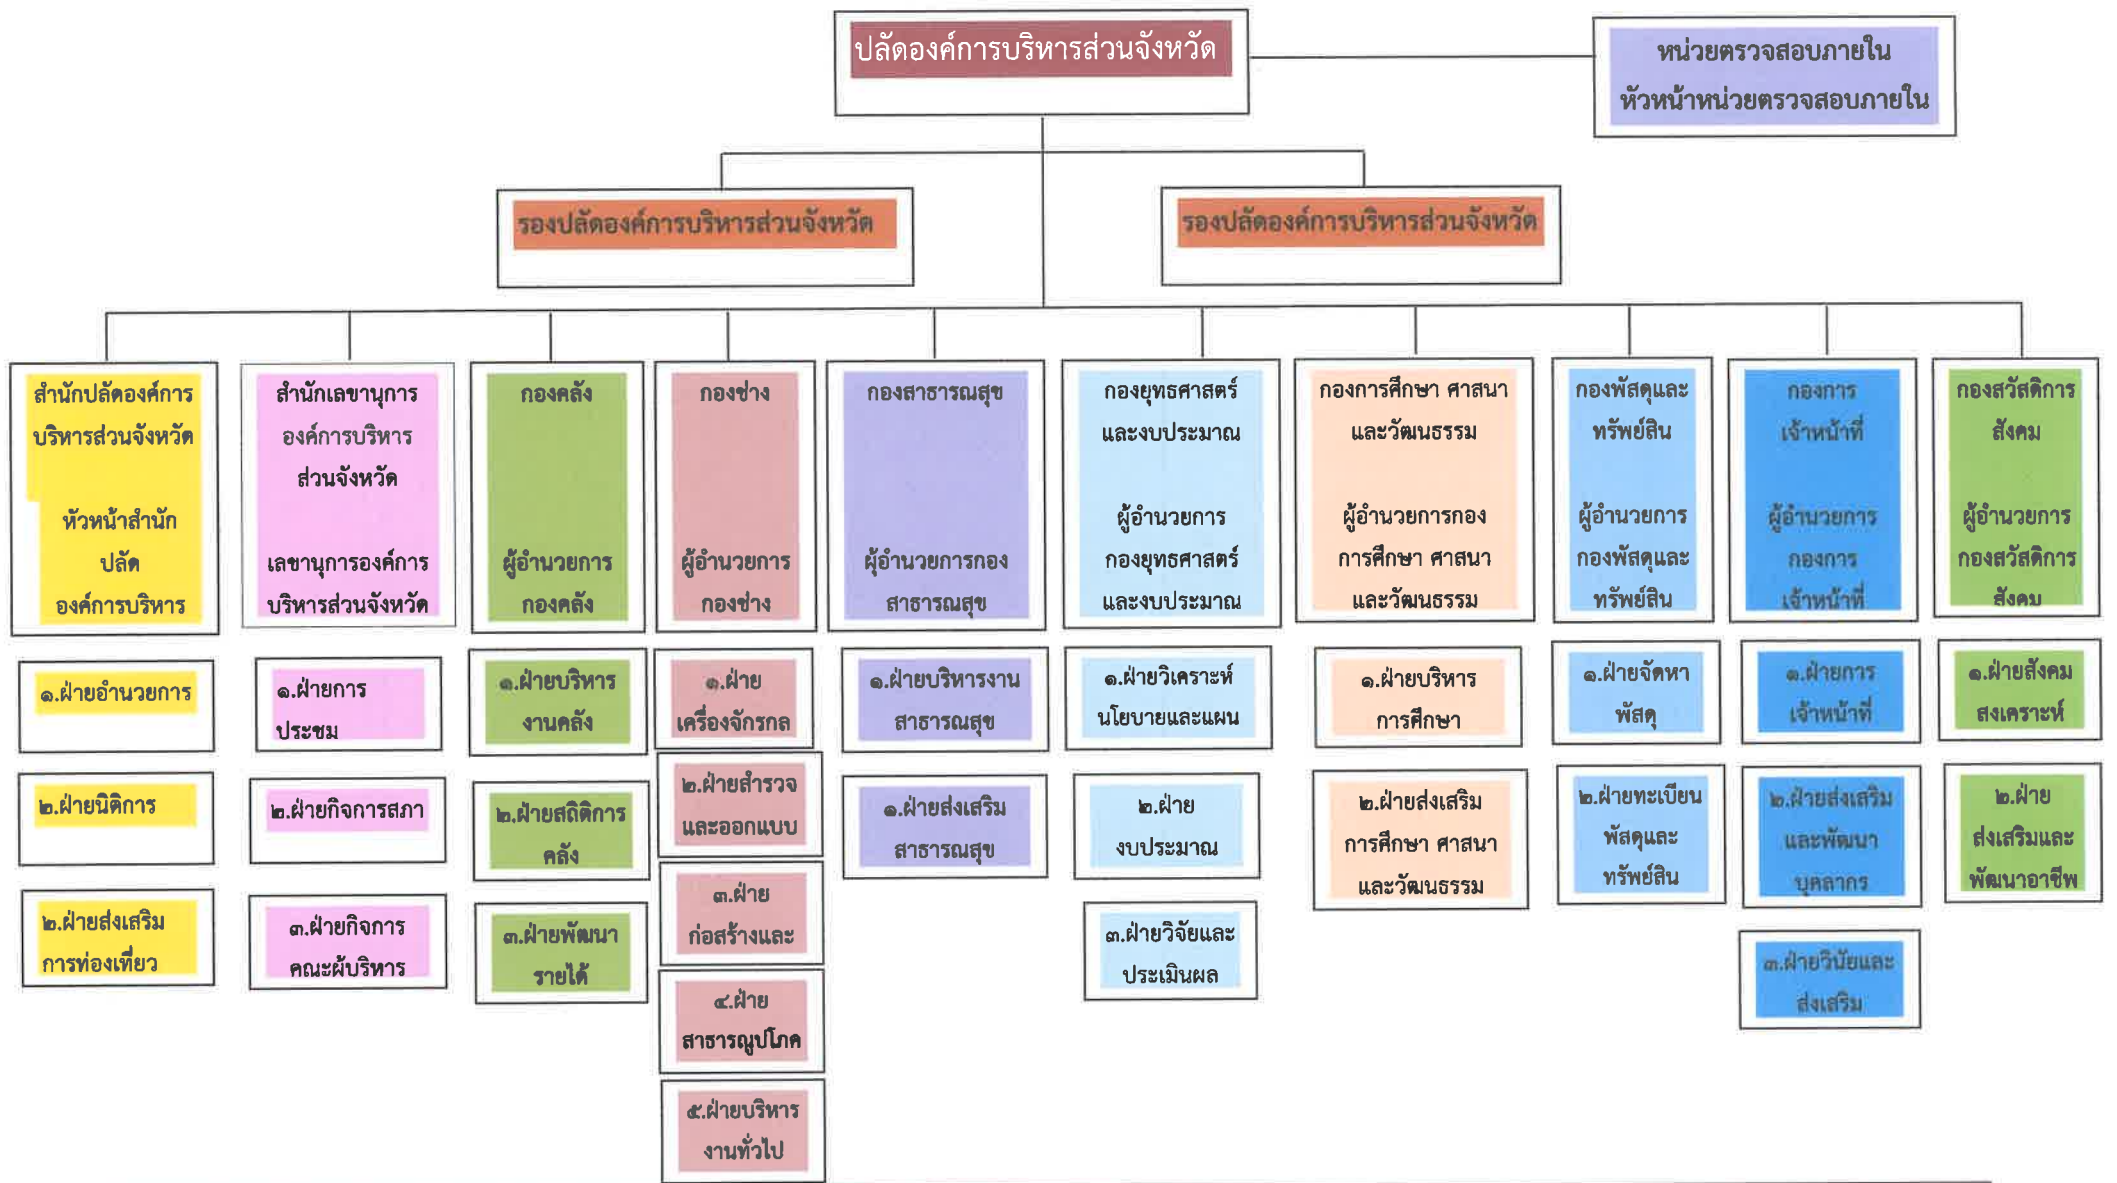 ปลัดองค์การบริหารส่วนจังหวัด
หน่วยตรวจสอบภายใน
หัวหน้าหน่วยตรวจสอบภายใน
รองปลัดองค์การบริหารส่วนจังหวัด
รองปลัดองค์การบริหารส่วนจังหวัด
สำนักปลัดองค์การ
บริหารส่วนจังหวัด
หัวหน้าสำนัก
ปลัด
องค์การบริหาร
สำนักเลขานุการ
องค์การบริหาร
ส่วนจังหวัด
เลขานุการองค์การ
บริหารส่วนจังหวัด
กองคลัง
ผู้อำนวยการ
กองคลัง
กองช่าง
ผู้อำนวยการ
กองช่าง
กองสาธารณสุข
ผุ้อำนวยการกอง
สาธารณสุข
กองยุทธศาสตร์
และงบประมาณ
ผู้อำนวยการ
กองยุทธศาสตร์
และงบประมาณ
กองการศึกษา ศาสนา
และวัฒนธรรม
ผู้อำนวยการกอง
การศึกษา ศาสนา
และวัฒนธรรม
กองพัสดุและ
ทรัพย์สิน
ผู้อำนวยการ
กองพัสดุและ
ทรัพย์สิน
กองการ
เจ้าหน้าที่
ผู้อำนวยการ
กองการ
เจ้าหน้าที่
กองสวัสดิการ
สังคม
ผู้อำนวยการ
กองสวัสดิการ
สังคม
๑.ฝ่ายอำนวยการ
๒.ฝ่ายนิติการ
๒.ฝ่ายส่งเสริม
การท่องเที่ยว
๑.ฝ่ายการ
ประชม
๒.ฝ่ายกิจการสภา
๓.ฝ่ายกิจการ
คณะผู้บริหาร
๑.ฝ่ายบริหาร
งานคลัง
๒.ฝ่ายสถิติการ
คลัง
๓.ฝ่ายพัฒนา
รายได้
๑.ฝ่าย
เครื่องจักรกล
๒.ฝ่ายสำรวจ
และออกแบบ
๓.ฝ่าย
ก่อสร้างและ
๔.ฝ่าย
สาธารณูปโภค
๕.ฝ่ายบริหาร
งานทั่วไป
๑.ฝ่ายบริหารงาน
สาธารณสุข
๑.ฝ่ายส่งเสริม
สาธารณสุข
๑.ฝ่ายวิเคราะห์
นโยบายและแผน
๒.ฝ่าย
งบประมาณ
๓.ฝ่ายวิจัยและ
ประเมินผล
๑.ฝ่ายบริหาร
การศึกษา
๒.ฝ่ายส่งเสริม
การศึกษา ศาสนา
และวัฒนธรรม
๑.ฝ่ายจัดหา
พัสดุ
๒.ฝ่ายทะเบียน
พัสดุและ
ทรัพย์สิน
๑.ฝ่ายการ
เจ้าหน้าที่
๒.ฝ่ายส่งเสริม
และพัฒนา
บุคลากร
๓.ฝ่ายวินัยและ
ส่งเสริม
๑.ฝ่ายสังคม
สงเคราะห์
๒.ฝ่าย
ส่งเสริมและ
พัฒนาอาชีพ